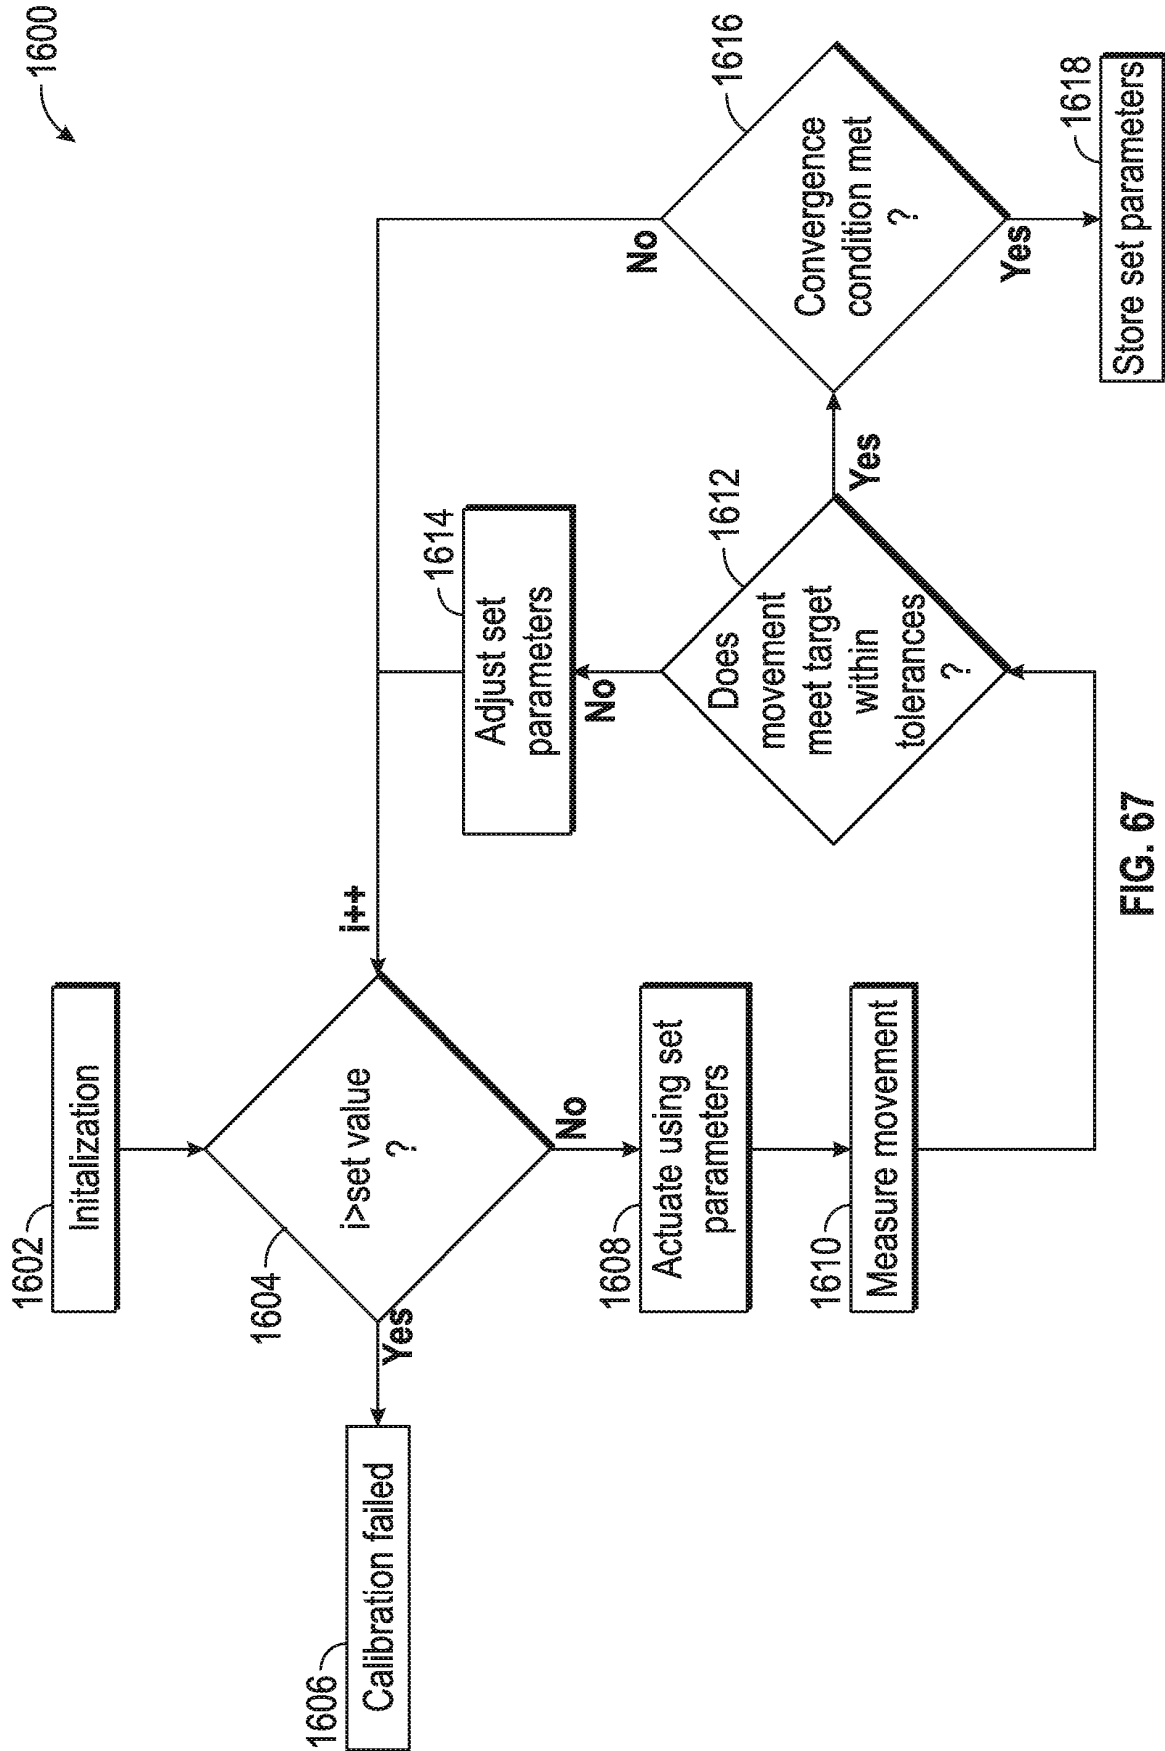 1600
1602
Initalization
1604
i>set value
?
i++
Yes
No
1606
Calibration failed
1608
Actuate using set
parameters
1610
Measure movement
1612
Does
movement
meet target
within
tolerances
?
No
Yes
1614
Adjust set
parameters
1616
Convergence
condition met
?
No
Yes
1618
Store set parameters
FIG. 67